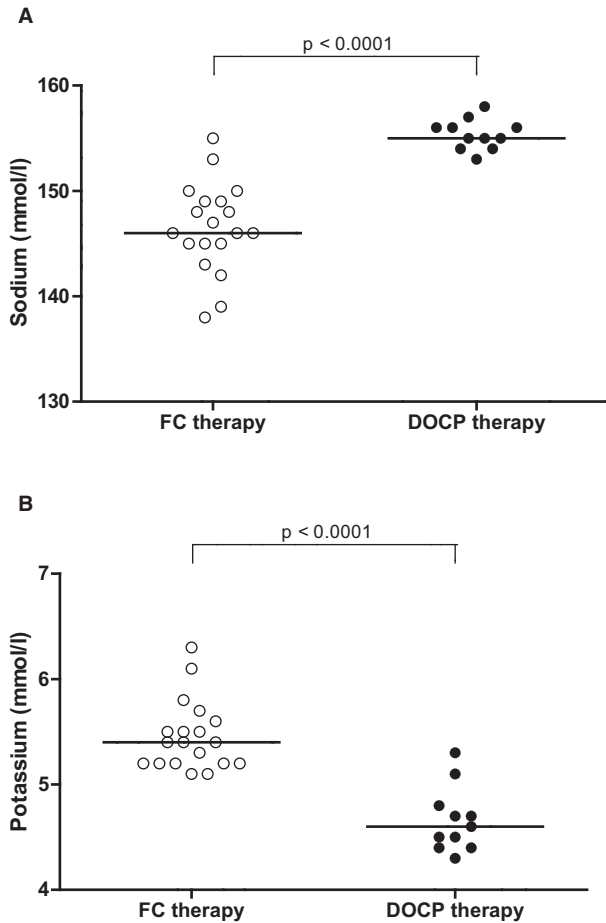 A
p < 0.0001
160
150
140
130
Sodium (mmol/l)
FC therapy DOCP therapy
B
p < 0.0001
7
6
5
4
Potassium (mmol/l)
FC therapy DOCP therapy